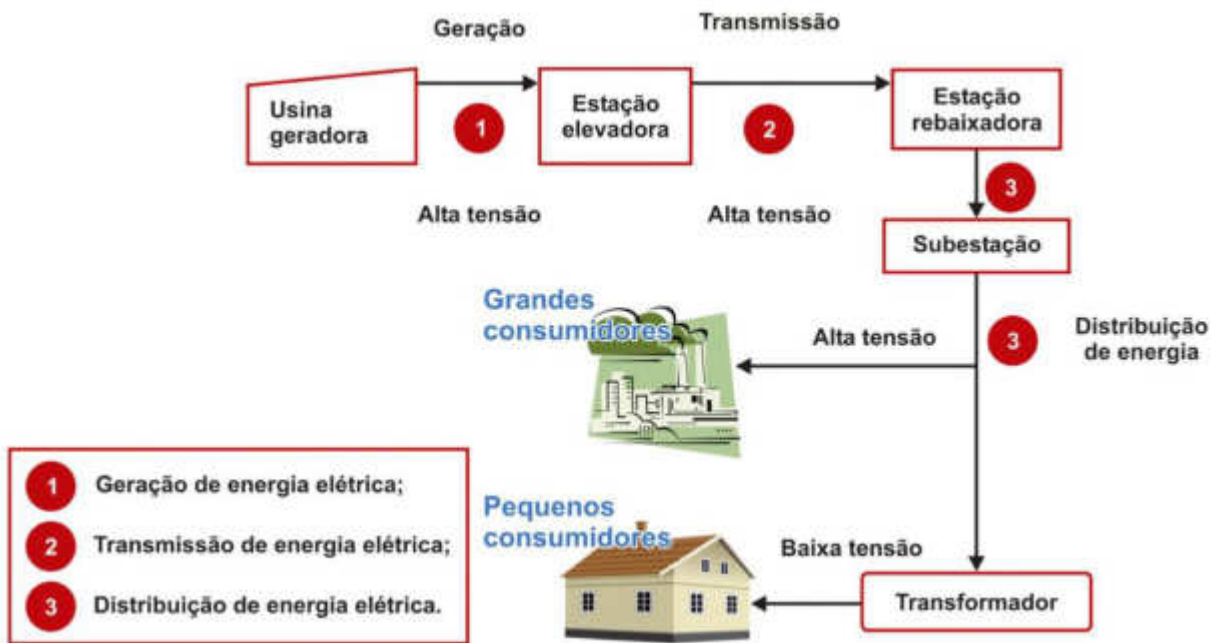 Geração
Transmissão
Usina
geradora
1
Estação
elevadora
2
Estação
rebaixadora
Alta tensão
Alta tensão
3
Subestação
Grandes
consumidores
Alta tensão
3
Distribuição
de energia
1 Geração de energia elétrica;
2 Transmissão de energia elétrica;
3 Distribuição de energia elétrica.
Pequenos
consumidores
Baixa tensão
Transformador